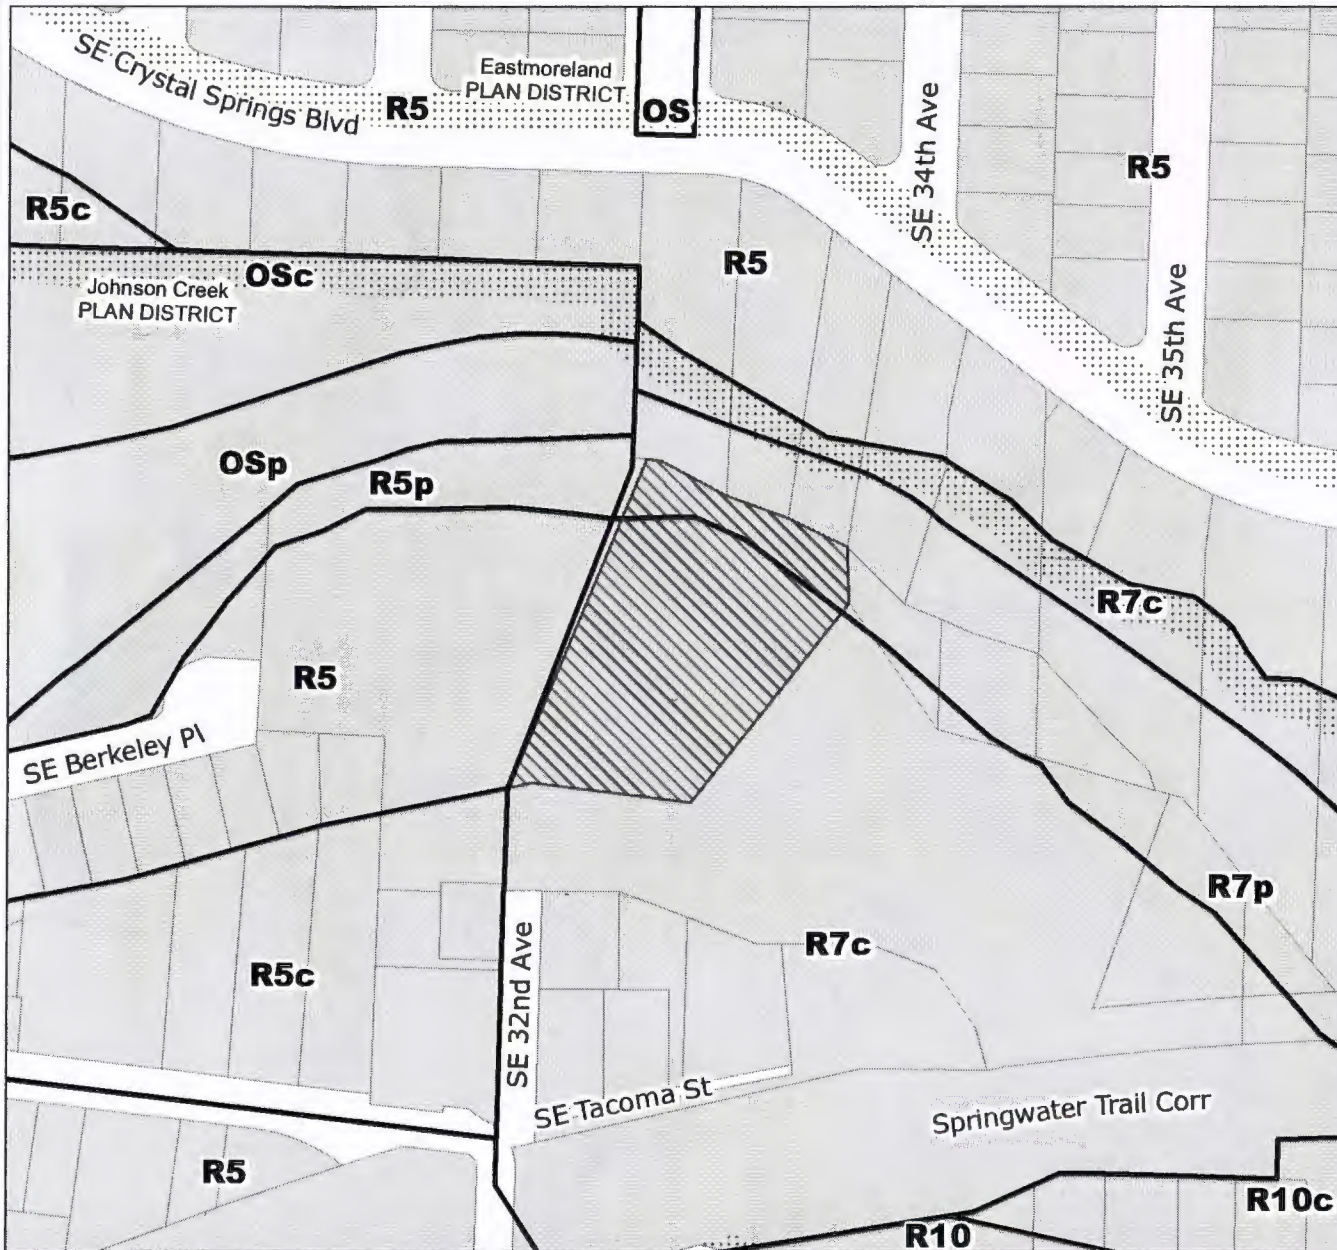 SE Crystal Springs Blvd
R5
Eastmoreland
PLAN DISTRICT
OS
SE 34th Ave
R5
R5c
OSc
Johnson Creek
PLAN DISTRICT
R5
SE 35th Ave
OSp
R5p
R7c
R5
SE Berkeley Pl
R7p
R7c
R5c
SE 32nd Ave
SE Tacoma St
Springwater Trail Corr
R5
R10c
R10